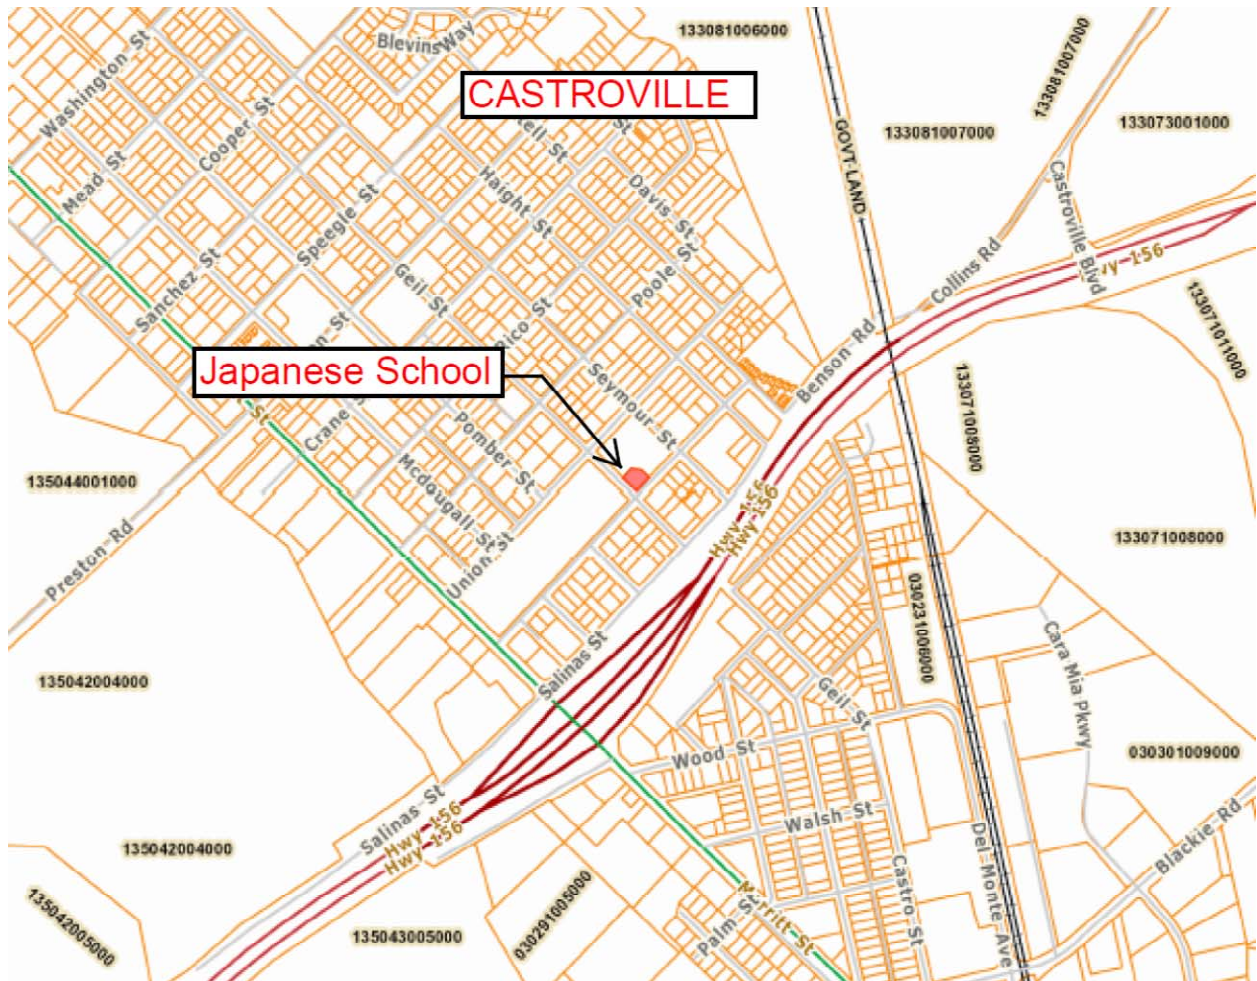 Blevins Way
133081006000
CASTROVILLE
133081007000
133081007000
133073001000
GOVT LAND
Washington St
Cooper St
Mead St
St
Haight St
Davis St
Castroville Blvd
Speegle St
Sanchez St
Geil St
Poole St
Collins Rd
Hwy 156
133071011000
Benson Rd
Rico St
St
Japanese School
Seymour St
133071008000
St
Crane
Pomber St
135044001000
Mcdougall St
Hwy 156
Hwy 156
133071008000
Preston Rd
Union St
030231006000
Cara Mia Pkwy
135042004000
Salinas St
Geil St
Wood St
030301009000
Salinas St
Hwy 156
Hwy 156
Walsh St
Blackie Rd
135042004000
Castro St
Del Monte Ave
135042005000
135043005000
030291005000
Palm St
Merritt St